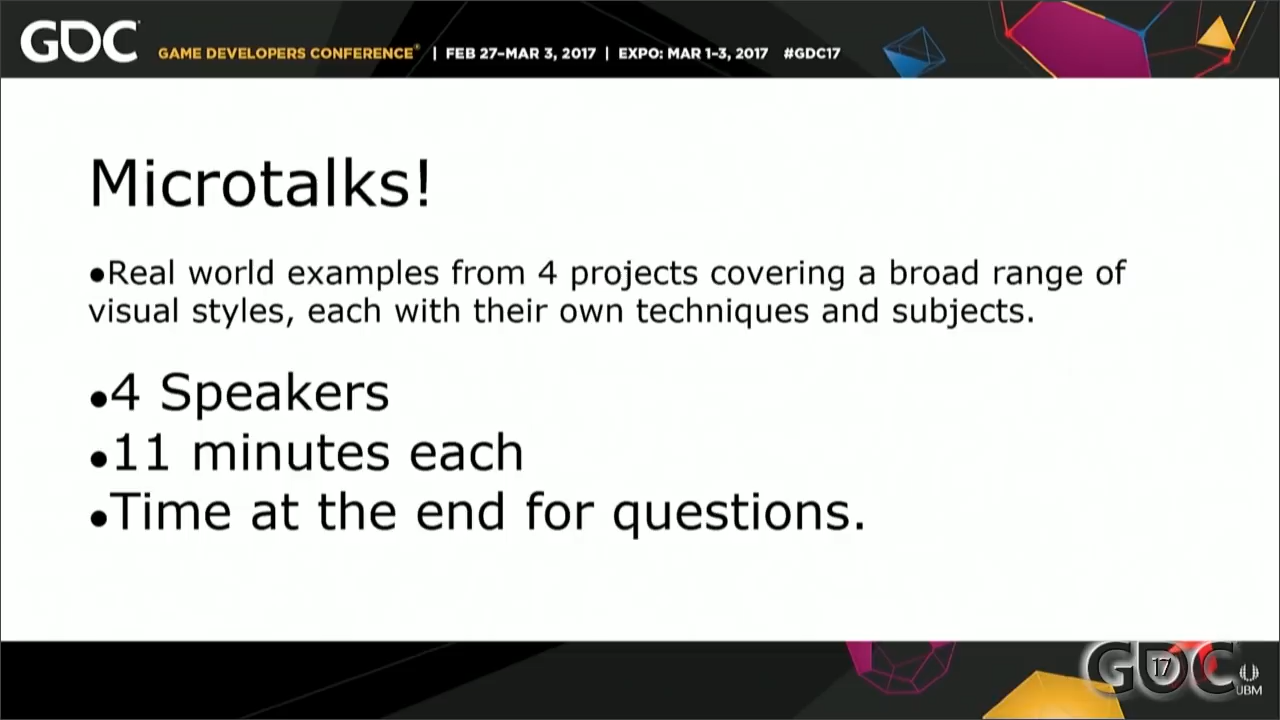 GDC GAME DEVELOPERS CONFERENCE® | FEB 27–MAR 3, 2017 | EXPO: MAR 1–3, 2017 #GDC17
Microtalks!
●Real world examples from 4 projects covering a broad range of
visual styles, each with their own techniques and subjects.
●4 Speakers
●11 minutes each
●Time at the end for questions.
GDC 17
UBM